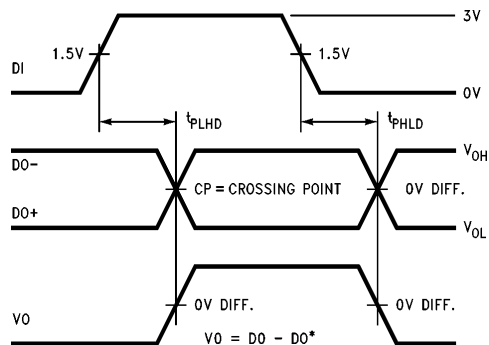 3V
1.5V
1.5V
DI
0V
tPLHD
tPHLD
DO-
VOH
CP = CROSSING POINT
0V DIFF.
DO+
VOL
0V DIFF.
0V DIFF.
VO
VO = DO - DO*